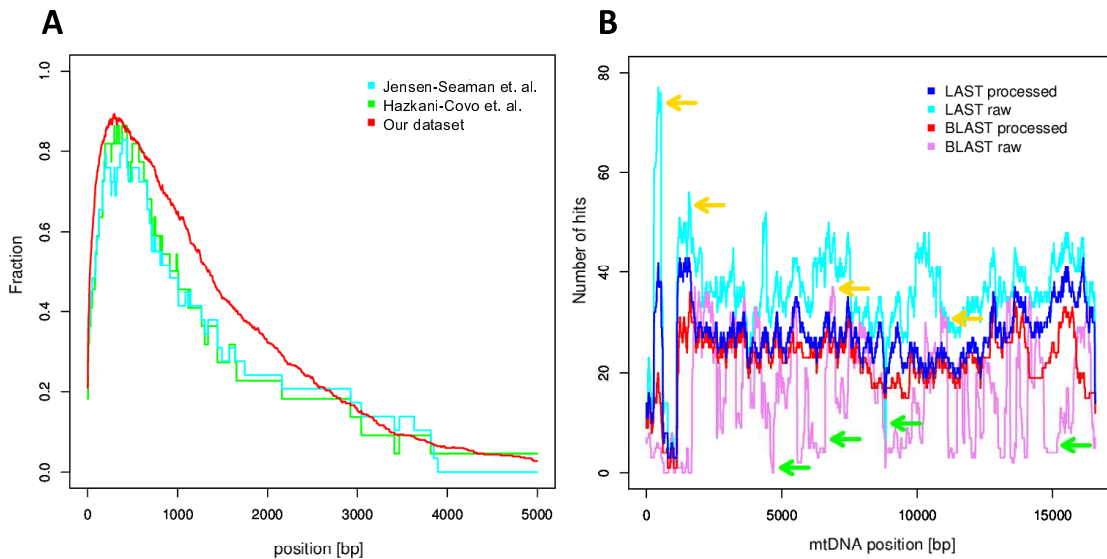 A
Fraction
0.0 0.2 0.4 0.6 0.8 1.0
Jensen-Seaman et. al.
Hazkani-Covo et. al.
Our dataset
0 1000 2000 3000 4000 5000
position [bp]
B
Number of hits
0 20 40 60 80
LAST processed
LAST raw
BLAST processed
BLAST raw
0 5000 10000 15000
mtDNA position [bp]